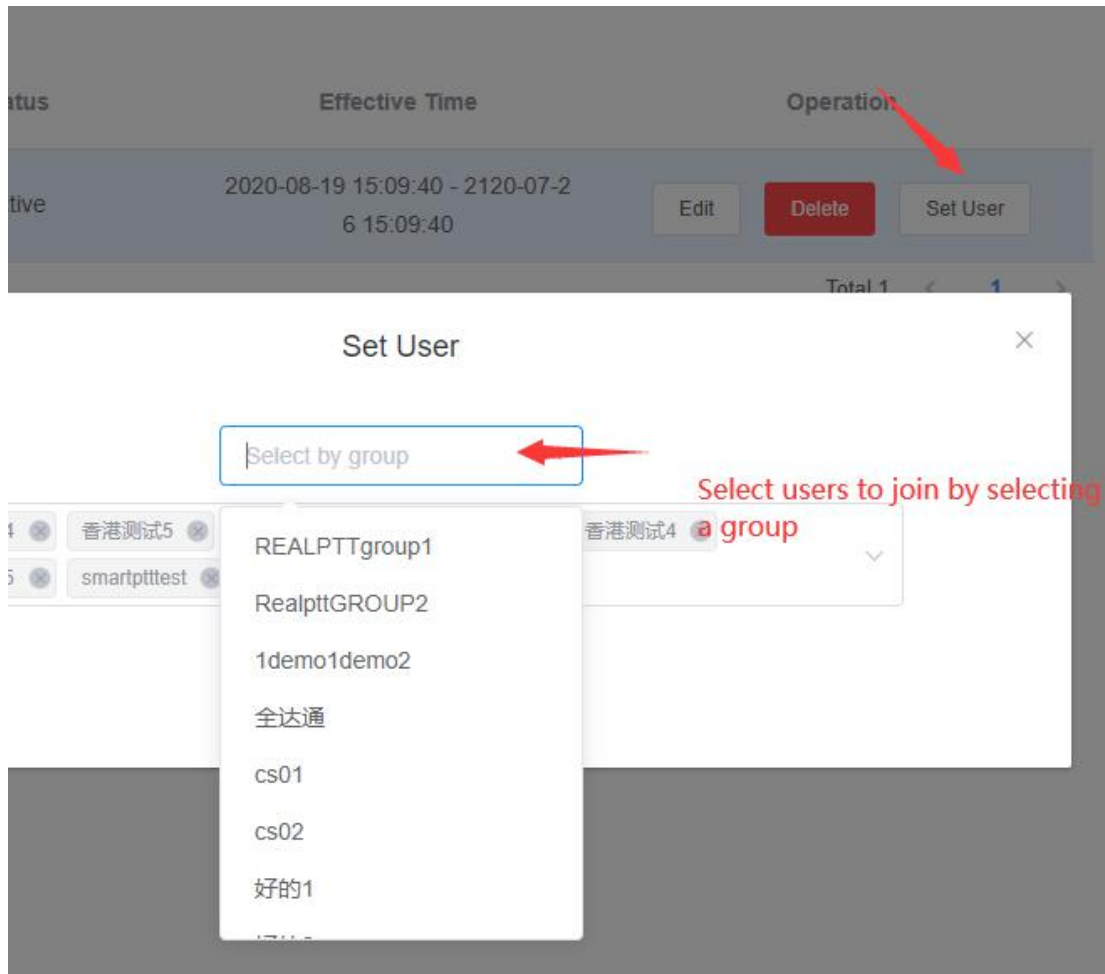 atus Effective Time Operation
tive 2020-08-19 15:09:40 - 2120-07-2
6 15:09:40
Edit Delete Set User
Total 1 < 1 >
Set User
Select by group
Select users to join by selecting
a group
4 香港测试5 香港测试4
5 smartptttest
REALPTTgroup1
RealpttGROUP2
1demo1demo2
全达通
cs01
cs02
好的1